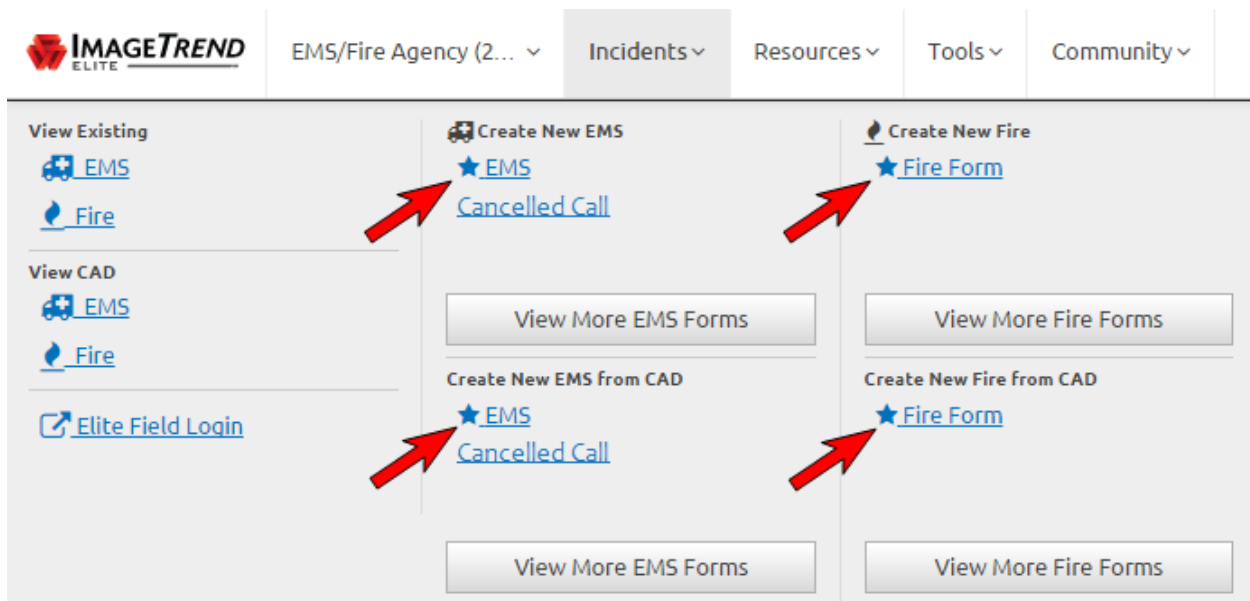 IMAGETREND
ELITE
EMS/Fire Agency (2...
Incidents
Resources
Tools
Community
View Existing
EMS
Fire
View CAD
EMS
Fire
Elite Field Login
Create New EMS
EMS
Cancelled Call
View More EMS Forms
Create New EMS from CAD
EMS
Cancelled Call
View More EMS Forms
Create New Fire
Fire Form
View More Fire Forms
Create New Fire from CAD
Fire Form
View More Fire Forms